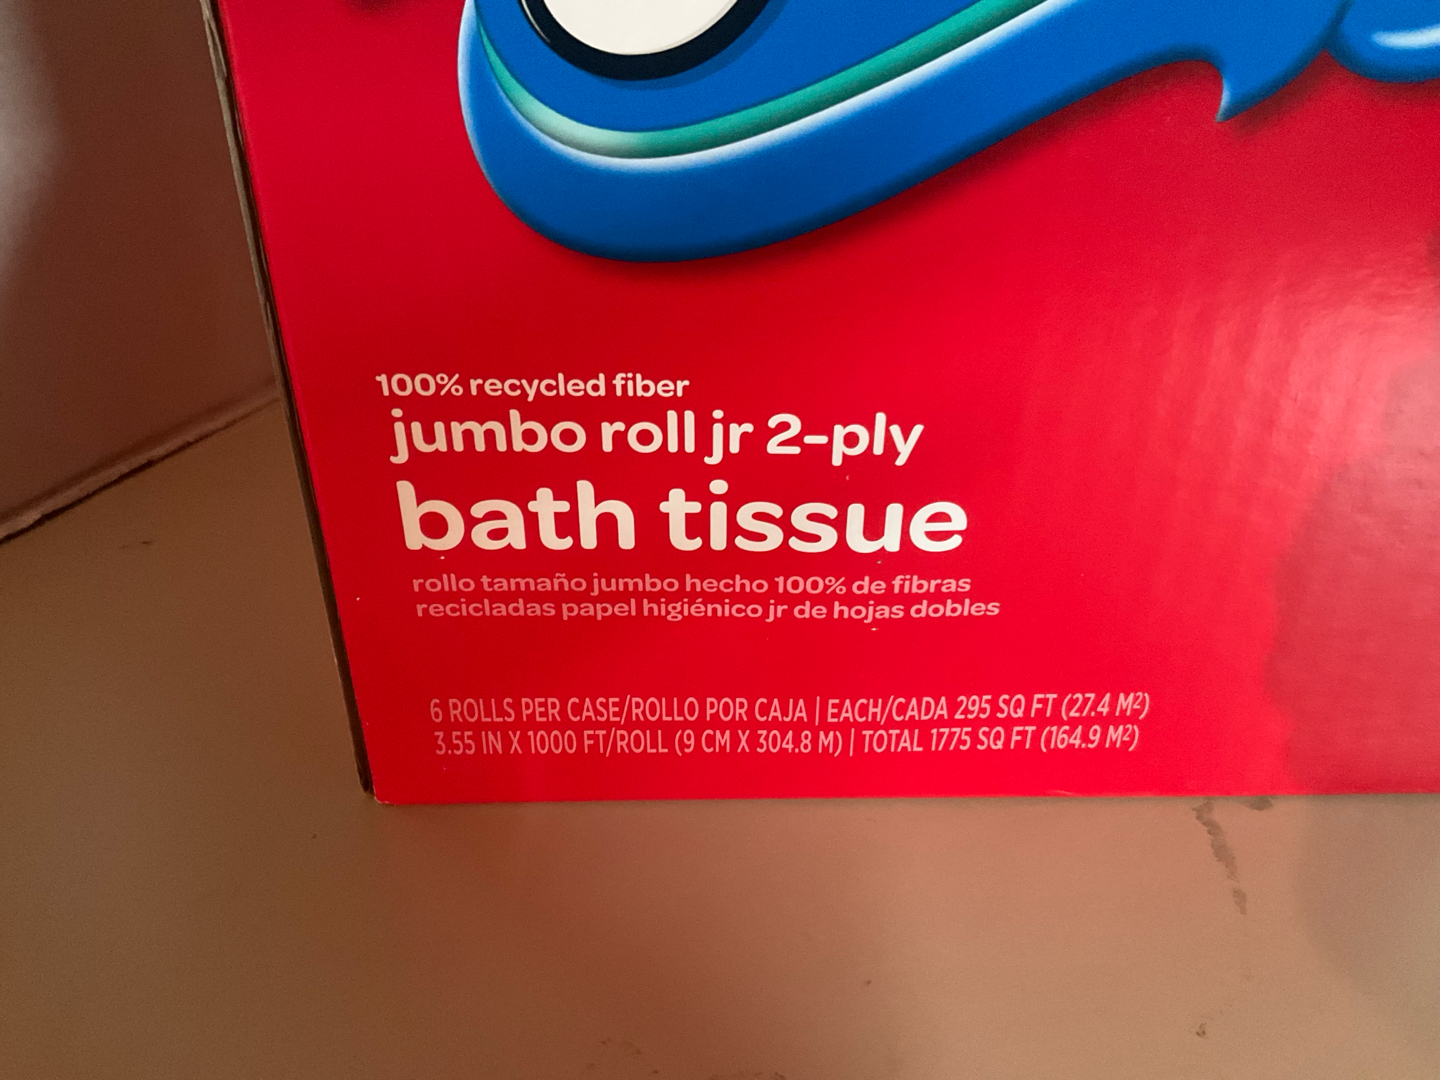 100% recycled fiber
jumbo roll jr 2-ply
bath tissue
rollo tamaño jumbo hecho 100% de fibras
recicladas papel higiénico jr de hojas dobles
6 ROLLS PER CASE/ROLLO POR CAJA | EACH/CADA 295 SQ FT (27.4 M²)
3.55 IN X 1000 FT/ROLL (9 CM X 304.8 M) | TOTAL 1775 SQ FT (164.9 M²)